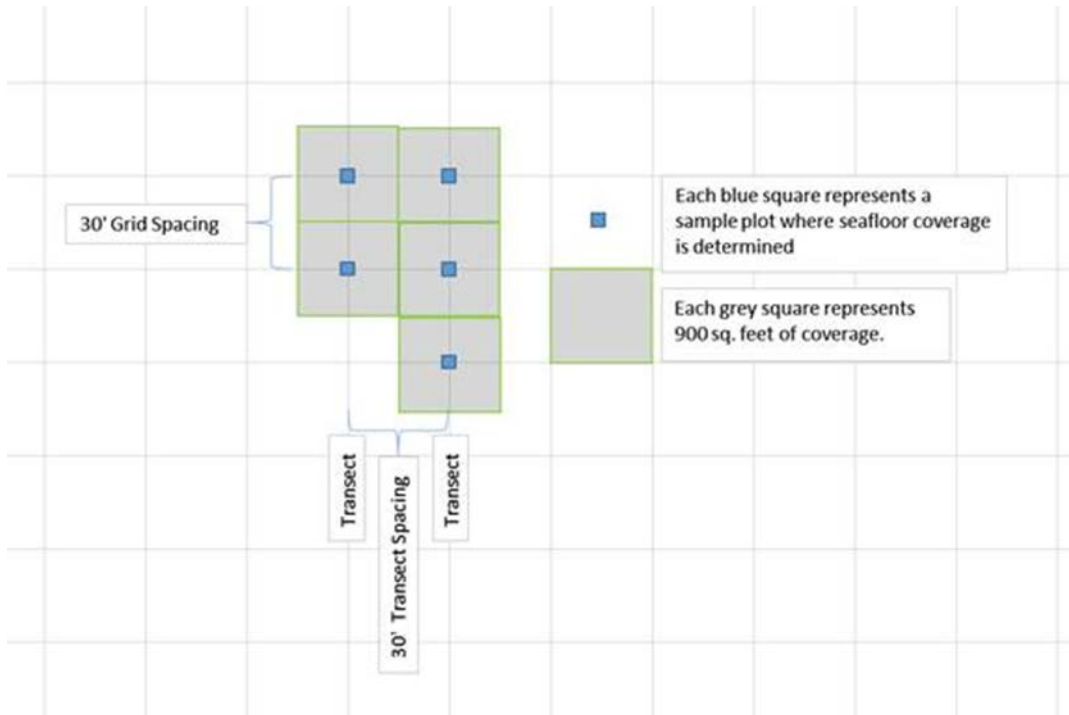 30' Grid Spacing
Each blue square represents a
sample plot where seafloor coverage
is determined
Each grey square represents
900 sq. feet of coverage.
Transect
30' Transect Spacing
Transect